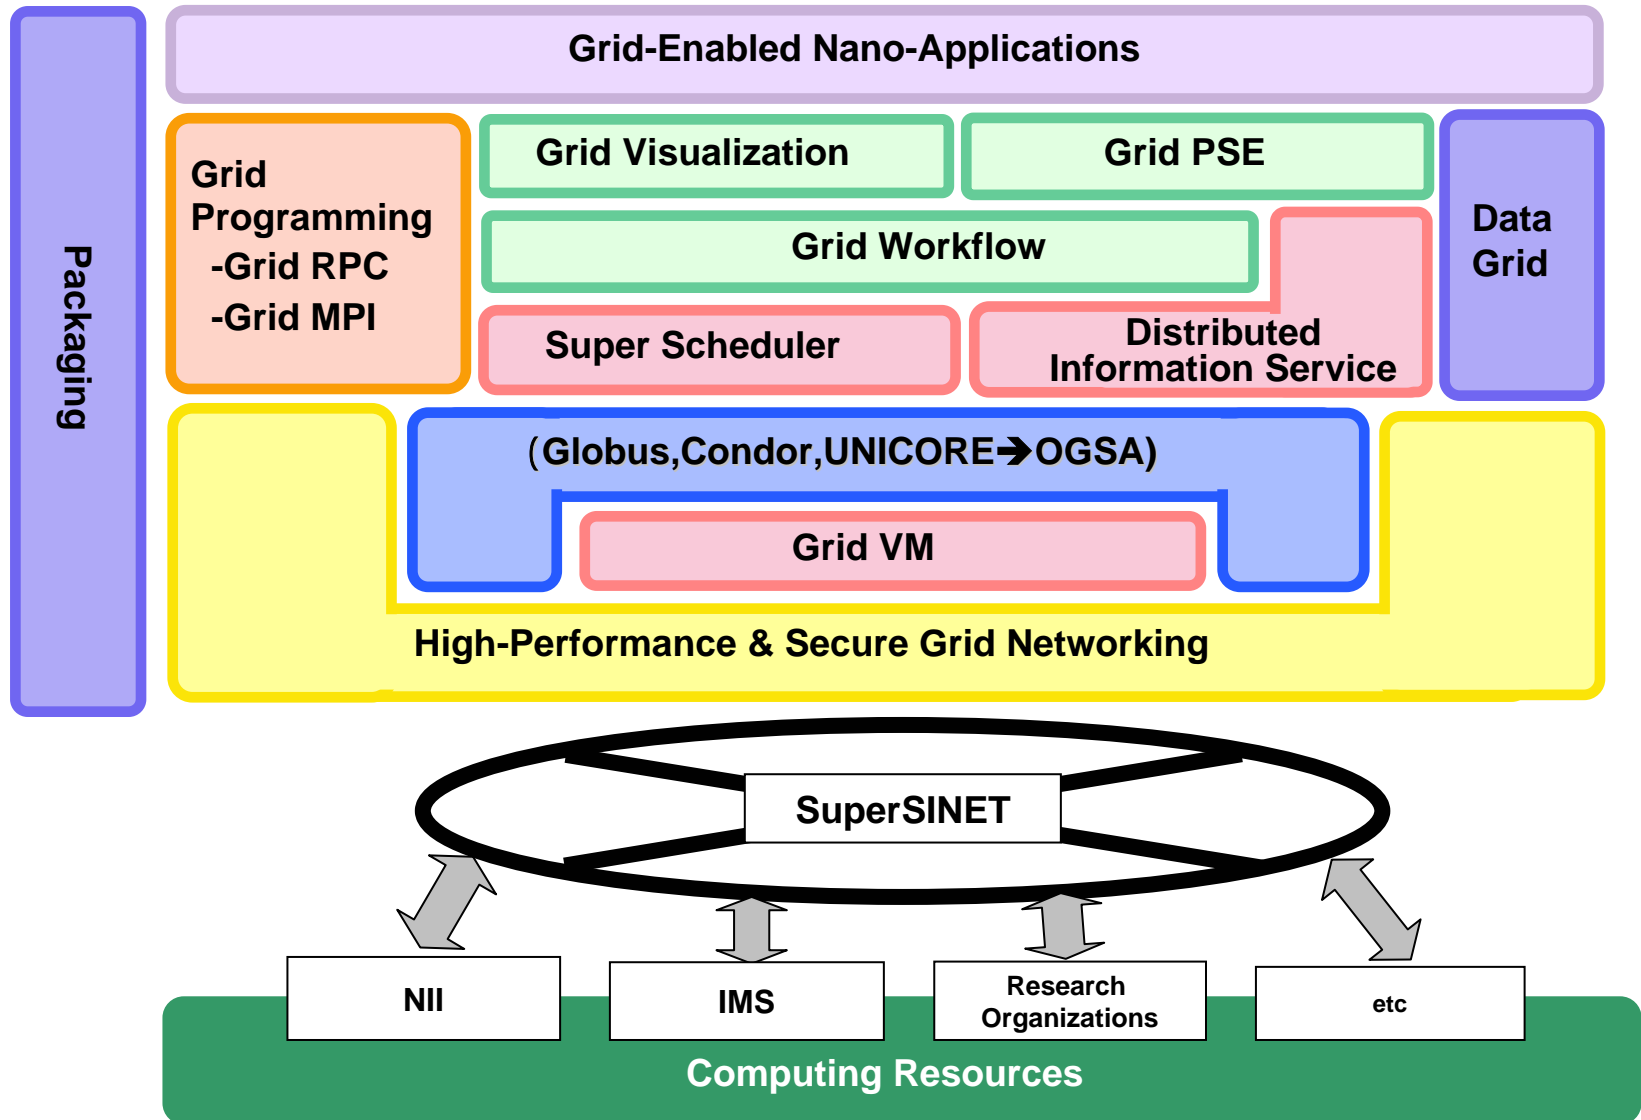 Grid-Enabled Nano-Applications
Packaging
Grid
Programming
-Grid RPC
-Grid MPI
Grid Visualization
Grid PSE
Grid Workflow
Data
Grid
Super Scheduler
Distributed
Information Service
(Globus,Condor,UNICORE➔OGSA)
Grid VM
High-Performance & Secure Grid Networking
SuperSINET
NII
IMS
Research
Organizations
etc
Computing Resources